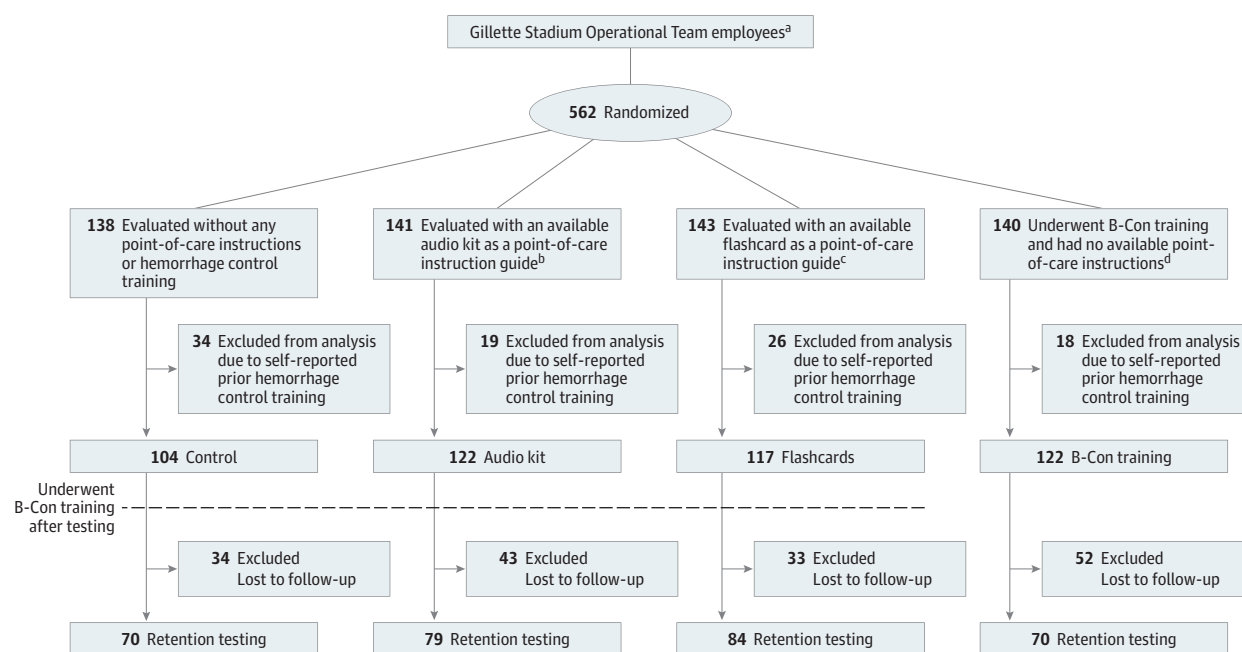 Gillette Stadium Operational Team employeesa
562 Randomized
138 Evaluated without any
point-of-care instructions
or hemorrhage control
training
141 Evaluated with an available
audio kit as a point-of-care
instruction guideb
143 Evaluated with an available
flashcard as a point-of-care
instruction guidec
140 Underwent B-Con training
and had no available point-
of-care instructionsd
34 Excluded from analysis
due to self-reported
prior hemorrhage
control training
19 Excluded from analysis
due to self-reported
prior hemorrhage
control training
26 Excluded from analysis
due to self-reported
prior hemorrhage
control training
18 Excluded from analysis
due to self-reported
prior hemorrhage
control training
104 Control
122 Audio kit
117 Flashcards
122 B-Con training
Underwent
B-Con training
after testing
34 Excluded
Lost to follow-up
43 Excluded
Lost to follow-up
33 Excluded
Lost to follow-up
52 Excluded
Lost to follow-up
70 Retention testing
79 Retention testing
84 Retention testing
70 Retention testing